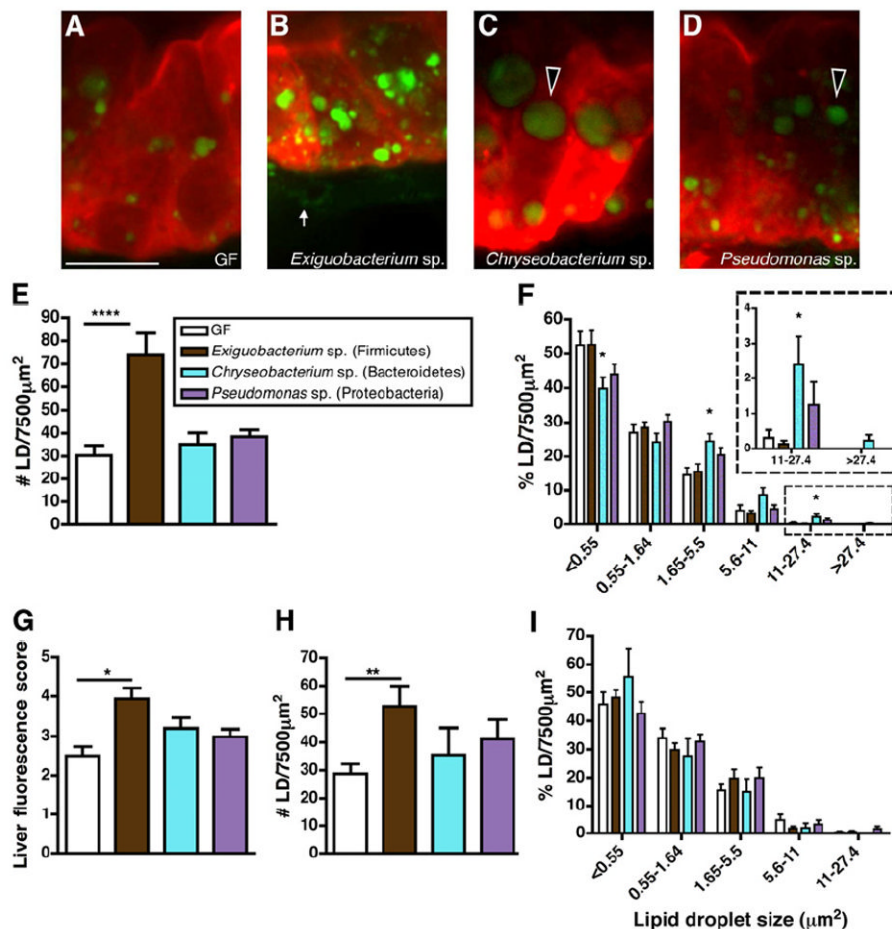 A
B
C
D
GF
Exiguobacterium sp.
Chryseobacterium sp.
Pseudomonas sp.
E
# LD/7500µm²
90
80
70
60
50
40
30
20
10
0
****
GF
Exiguobacterium sp. (Firmicutes)
Chryseobacterium sp. (Bacteroidetes)
Pseudomonas sp. (Proteobacteria)
F
% LD/7500µm²
60
50
40
30
20
10
0
*
*
*
4
3
2
1
0
*
11-27.4
>27.4
<0.55
0.55-1.64
1.65-5.5
5.6-11
11-27.4
>27.4
G
Liver fluorescence score
5
4
3
2
1
0
*
H
# LD/7500µm²
70
60
50
40
30
20
10
0
**
I
% LD/7500µm²
70
60
50
40
30
20
10
0
<0.55
0.55-1.64
1.65-5.5
5.6-11
11-27.4
Lipid droplet size (µm²)